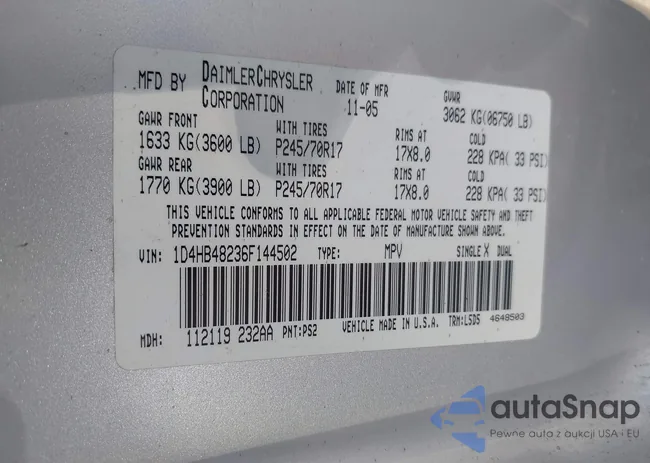 MFD BY DAIMLERCHRYSLER CORPORATION DATE OF MFR 11-05 GVWR 3062 KG(06750 LB)
GAWR FRONT WITH TIRES RIMS AT COLD
1633 KG(3600 LB) P245/70R17 17X8.0 228 KPA( 33 PSI)
GAWR REAR WITH TIRES RIMS AT COLD
1770 KG(3900 LB) P245/70R17 17X8.0 228 KPA( 33 PSI)
THIS VEHICLE CONFORMS TO ALL APPLICABLE FEDERAL MOTOR VEHICLE SAFETY AND THEFT
PREVENTION STANDARDS IN EFFECT ON THE DATE OF MANUFACTURE SHOWN ABOVE.
VIN: 1D4HB48236F144502 TYPE: MPV SINGLE X DUAL
MDH: 112119 232AA PNT:PS2 VEHICLE MADE IN U.S.A. TRM:L5D5 4648503
autaSnap
Pewne auta z aukcji USA - EU